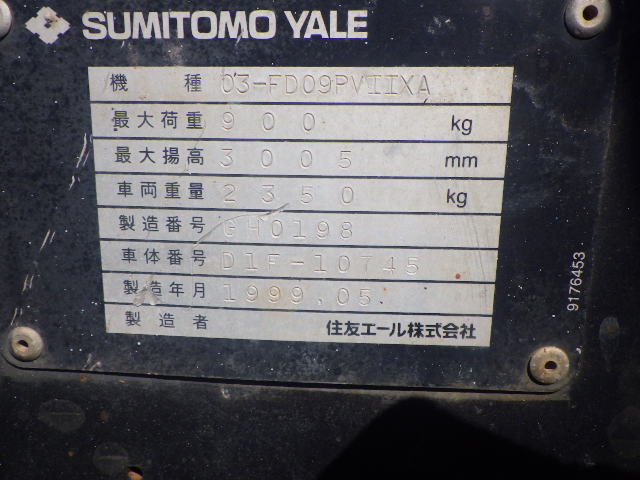 SUMITOMO YALE
機種 03-FD09PVIIXA
最大荷重 900 kg
最大揚高 3005 mm
車両重量 2350 kg
製造番号 GH0198
車体番号 D1F-10745
製造年月 1999.05
製造者 住友エール株式会社
9176453